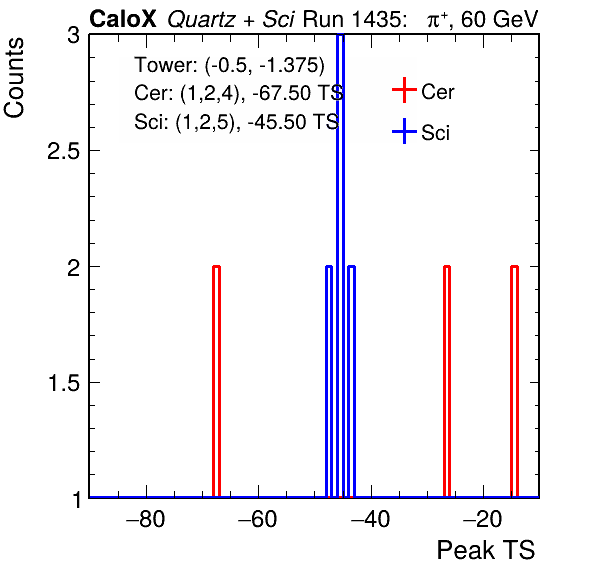 CaloX Quartz + Sci Run 1435: π⁺, 60 GeV
Counts
3
2.5
2
1.5
1
Tower: (-0.5, -1.375)
Cer: (1,2,4), -67.50 TS
Sci: (1,2,5), -45.50 TS
Cer
Sci
−80 −60 −40 −20
Peak TS